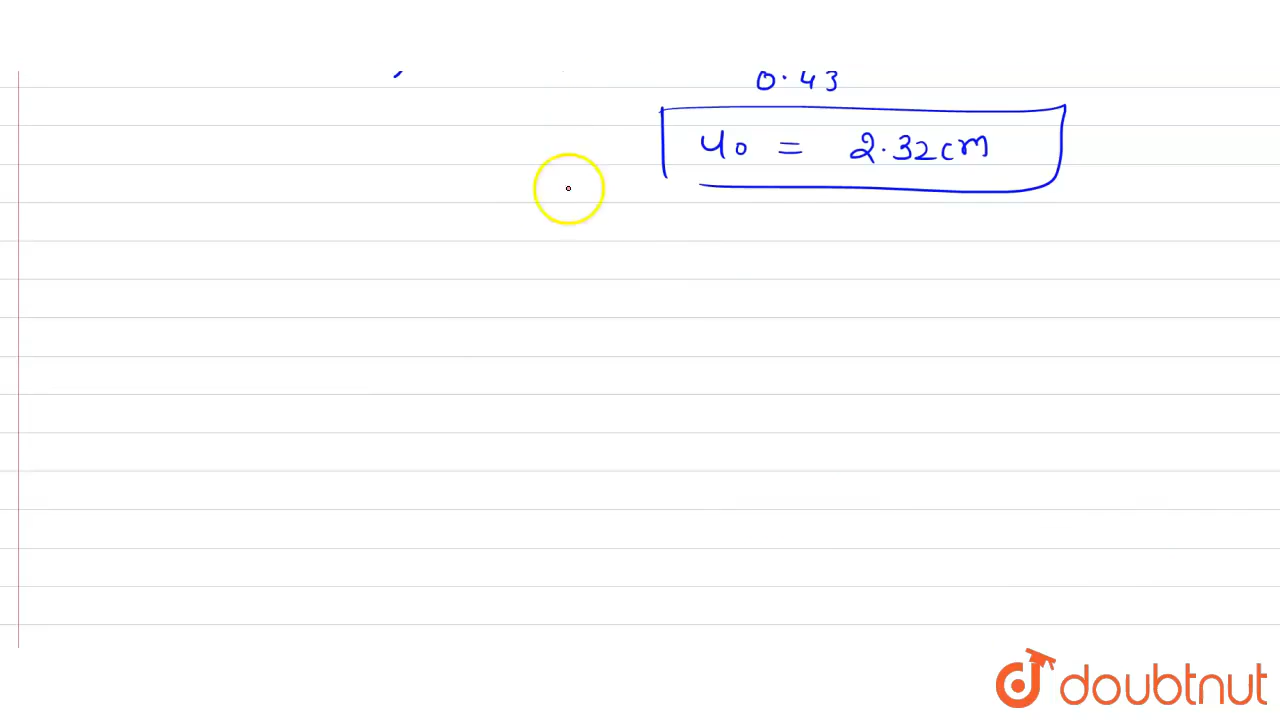 0.43
u0 = 2.32cm
doubtnut